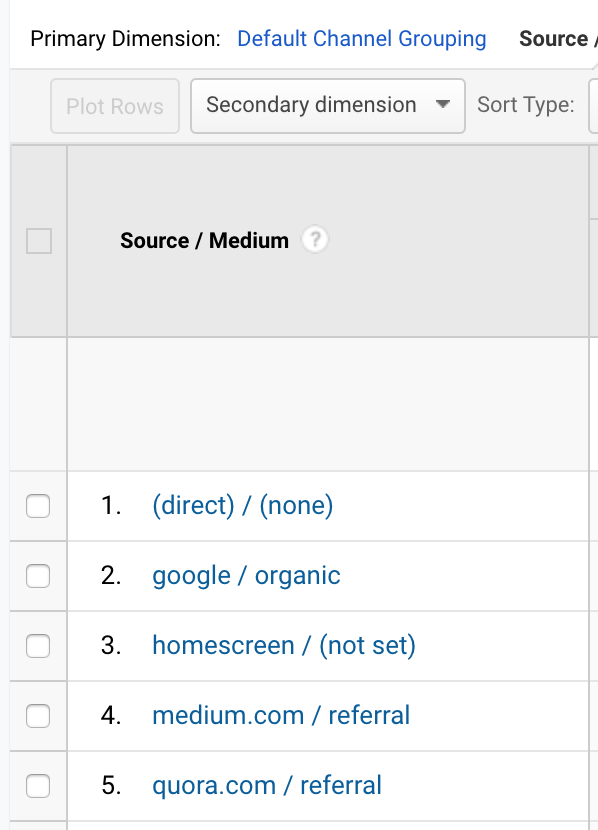 Primary Dimension: Default Channel Grouping Source /
Plot Rows Secondary dimension Sort Type:
Source / Medium ?
1. (direct) / (none)
2. google / organic
3. homescreen / (not set)
4. medium.com / referral
5. quora.com / referral